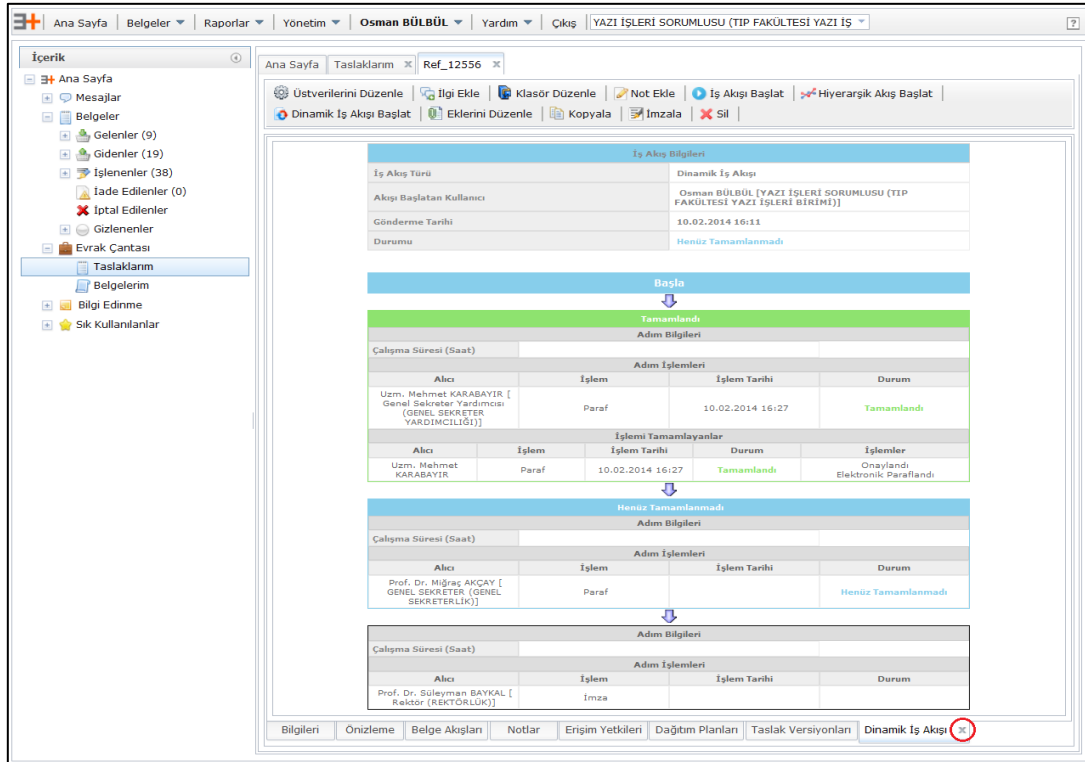 Ana Sayfa Belgeler Raporlar Yönetim Osman BÜLBÜL Yardım Çıkış YAZI İŞLERİ SORUMLUSU (TIP FAKÜLTESİ YAZI İŞ ?
İçerik
Ana Sayfa
Mesajlar
Belgeler
Gelenler (9)
Gidenler (19)
İşlenenler (38)
İade Edilenler (0)
İptal Edilenler
Gizlenenler
Evrak Çantası
Taslaklarım
Belgelerim
Bilgi Edinme
Sık Kullanılanlar
Ana Sayfa Taslaklarım Ref_12556
Üstverilerini Düzenle İlgi Ekle Klasör Düzenle Not Ekle İş Akışı Başlat Hiyerarşik Akış Başlat
Dinamik İş Akışı Başlat Eklerini Düzenle Kopyala İmzala Sil
İş Akış Bilgileri
İş Akış Türü Dinamik İş Akışı
Akışı Başlatan Kullanıcı Osman BÜLBÜL [YAZI İŞLERİ SORUMLUSU (TIP
FAKÜLTESİ YAZI İŞLERİ BİRİMİ)]
Gönderme Tarihi 10.02.2014 16:11
Durumu Henüz Tamamlanmadı
Başla
Tamamlandı
Adım Bilgileri
Çalışma Süresi (Saat)
Adım İşlemleri
Alıcı İşlem İşlem Tarihi Durum
Uzm. Mehmet KARABAYIR [
Genel Sekreter Yardımcısı
(GENEL SEKRETER
YARDIMCILIĞI)]
Paraf 10.02.2014 16:27 Tamamlandı
İşlemi Tamamlayanlar
Alıcı İşlem İşlem Tarihi Durum İşlemler
Uzm. Mehmet
KARABAYIR
Paraf 10.02.2014 16:27 Tamamlandı
Onaylandı
Elektronik Paraflandı
Henüz Tamamlanmadı
Adım Bilgileri
Çalışma Süresi (Saat)
Adım İşlemleri
Alıcı İşlem İşlem Tarihi Durum
Prof. Dr. Miğraç AKÇAY [
GENEL SEKRETER (GENEL
SEKRETERLİK)]
Paraf Henüz Tamamlanmadı
Adım Bilgileri
Çalışma Süresi (Saat)
Adım İşlemleri
Alıcı İşlem İşlem Tarihi Durum
Prof. Dr. Süleyman BAYKAL [
Rektör (REKTÖRLÜK)]
İmza
Bilgileri Önizleme Belge Akışları Notlar Erişim Yetkileri Dağıtım Planları Taslak Versiyonları Dinamik İş Akışı